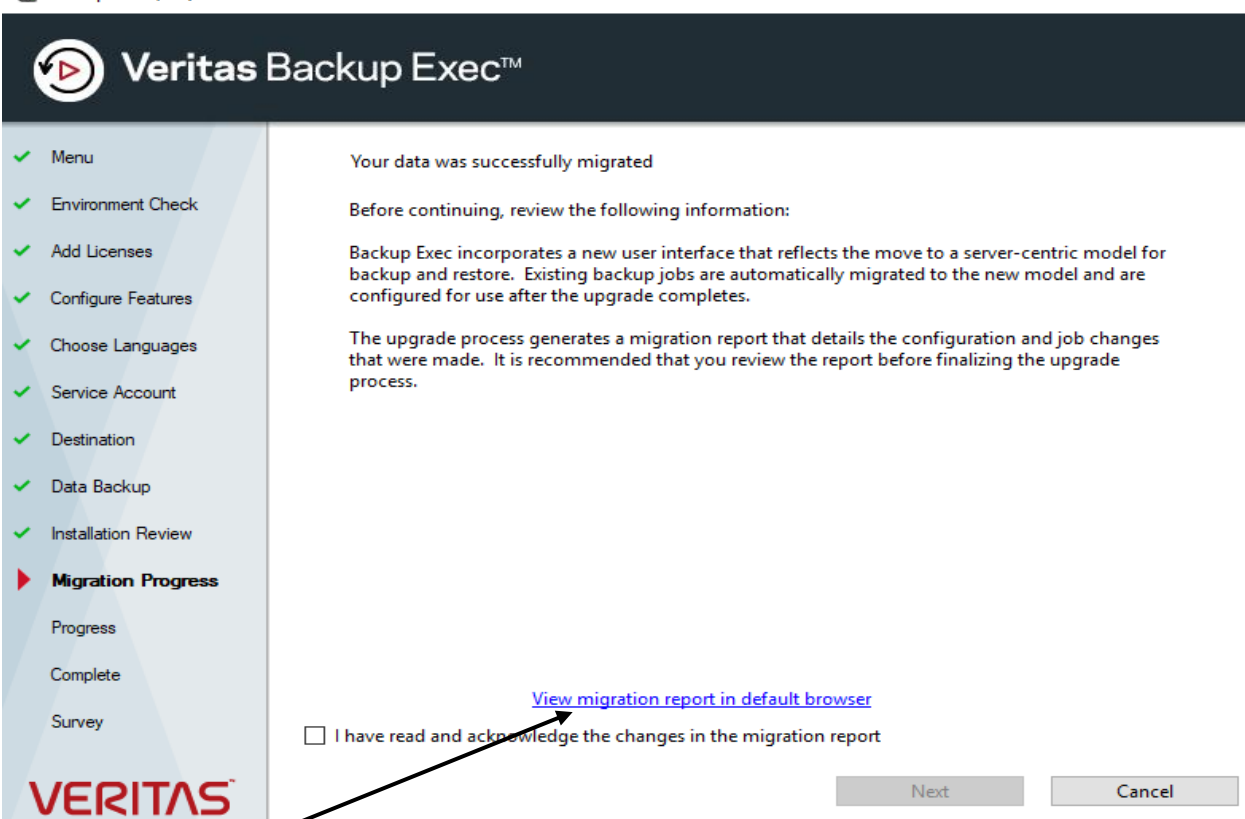 Veritas Backup Exec™
Menu
Environment Check
Add Licenses
Configure Features
Choose Languages
Service Account
Destination
Data Backup
Installation Review
Migration Progress
Progress
Complete
Survey
VERITAS™
Your data was successfully migrated
Before continuing, review the following information:
Backup Exec incorporates a new user interface that reflects the move to a server-centric model for
backup and restore.  Existing backup jobs are automatically migrated to the new model and are
configured for use after the upgrade completes.
The upgrade process generates a migration report that details the configuration and job changes
that were made.  It is recommended that you review the report before finalizing the upgrade
process.
View migration report in default browser
I have read and acknowledge the changes in the migration report
Next
Cancel